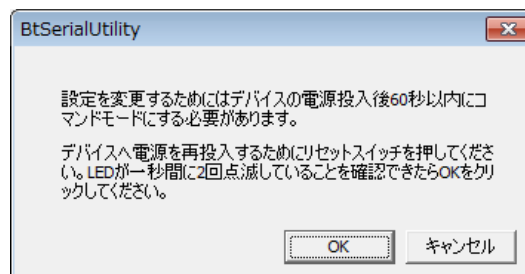 BtSerialUtility
設定を変更するためにはデバイスの電源投入後60秒以内にコ
マンドモードにする必要があります。
デバイスへ電源を再投入するためにリセットスイッチを押してくださ
い。LEDが一秒間に2回点滅していることを確認できたらOKをクリ
ックしてください。
OK
キャンセル